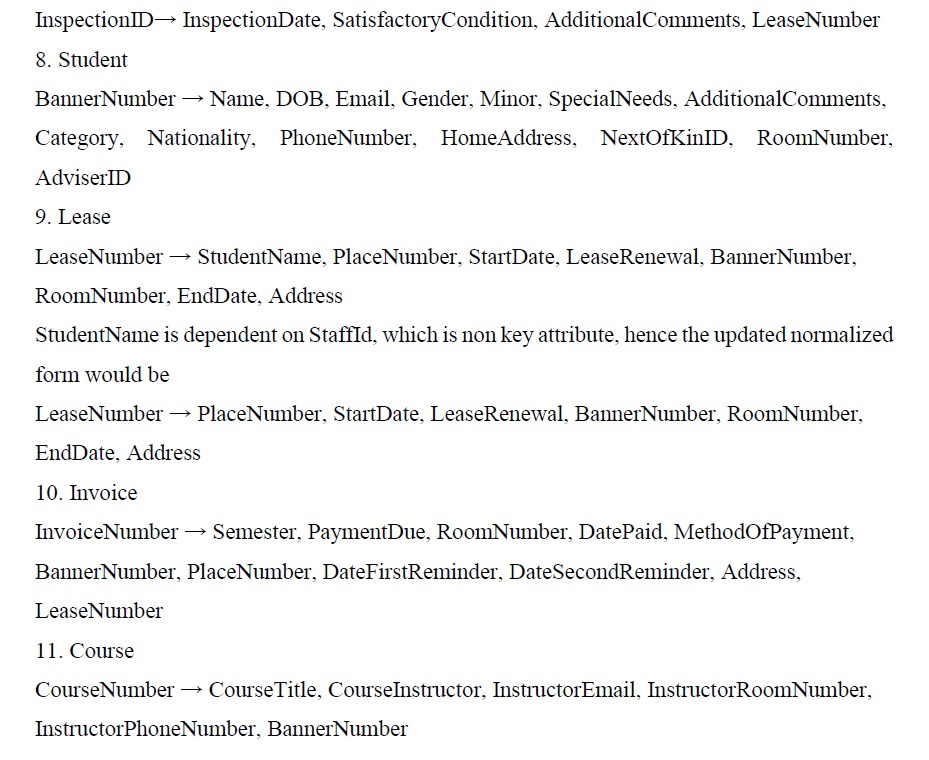 InspectionID→ InspectionDate, SatisfactoryCondition, AdditionalComments, LeaseNumber
8. Student
BannerNumber → Name, DOB, Email, Gender, Minor, SpecialNeeds, AdditionalComments,
Category, Nationality, PhoneNumber, HomeAddress, NextOfKinID, RoomNumber,
AdviserID
9. Lease
LeaseNumber → StudentName, PlaceNumber, StartDate, LeaseRenewal, BannerNumber,
RoomNumber, EndDate, Address
StudentName is dependent on StaffId, which is non key attribute, hence the updated normalized
form would be
LeaseNumber → PlaceNumber, StartDate, LeaseRenewal, BannerNumber, RoomNumber,
EndDate, Address
10. Invoice
InvoiceNumber → Semester, PaymentDue, RoomNumber, DatePaid, MethodOfPayment,
BannerNumber, PlaceNumber, DateFirstReminder, DateSecondReminder, Address,
LeaseNumber
11. Course
CourseNumber → CourseTitle, CourseInstructor, InstructorEmail, InstructorRoomNumber,
InstructorPhoneNumber, BannerNumber